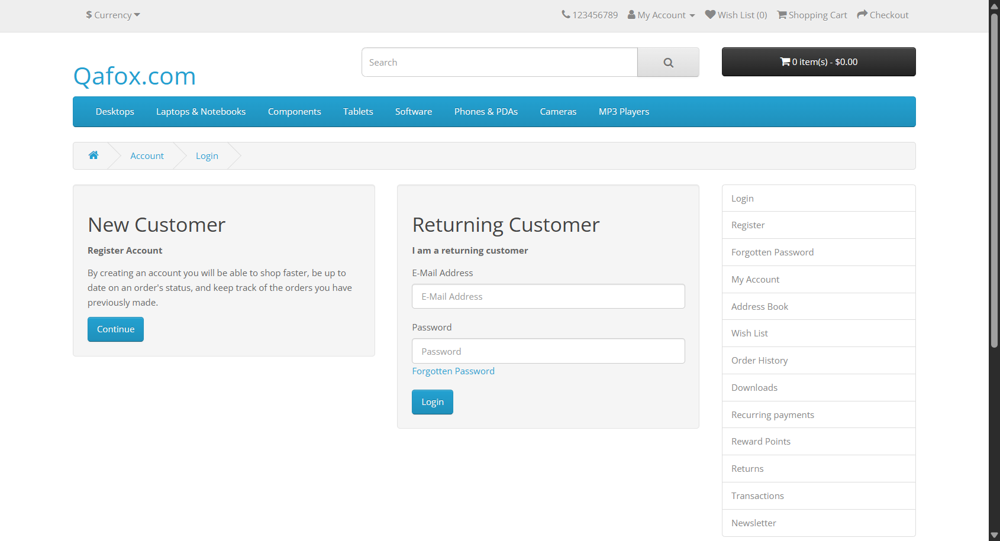 $ Currency
123456789 My Account Wish List (0) Shopping Cart Checkout
Qafox.com
Search
0 item(s) - $0.00
Desktops Laptops & Notebooks Components Tablets Software Phones & PDAs Cameras MP3 Players
Account Login
New Customer
Register Account
By creating an account you will be able to shop faster, be up to
date on an order's status, and keep track of the orders you have
previously made.
Continue
Returning Customer
I am a returning customer
E-Mail Address
E-Mail Address
Password
Password
Forgotten Password
Login
Login
Register
Forgotten Password
My Account
Address Book
Wish List
Order History
Downloads
Recurring payments
Reward Points
Returns
Transactions
Newsletter